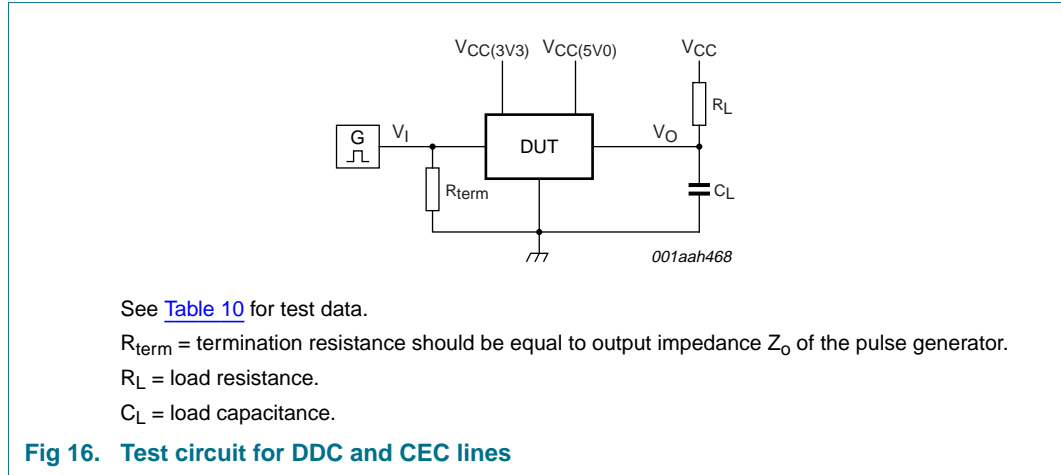 VCC(3V3) VCC(5V0) VCC
RL
G VI DUT VO
Rterm CL
001aah468
See Table 10 for test data.
Rterm = termination resistance should be equal to output impedance Zo of the pulse generator.
RL = load resistance.
CL = load capacitance.
Fig 16. Test circuit for DDC and CEC lines